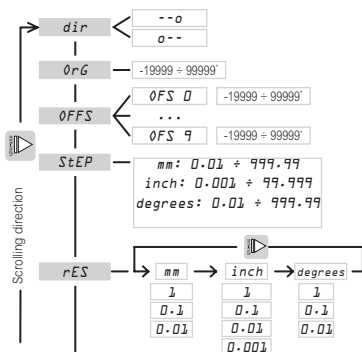 dir
--o
o--
OrG
-19999 ÷ 99999*
OFFS
OFS 0 -19999 ÷ 99999*
...
OFS 9 -19999 ÷ 99999*
StEP
mm: 0.01 ÷ 999.99
inch: 0.001 ÷ 99.999
degrees: 0.01 ÷ 999.99
Scrolling direction
rES
mm inch degrees
1 1 1
0.1 0.1 0.1
0.01 0.01 0.01
0.001